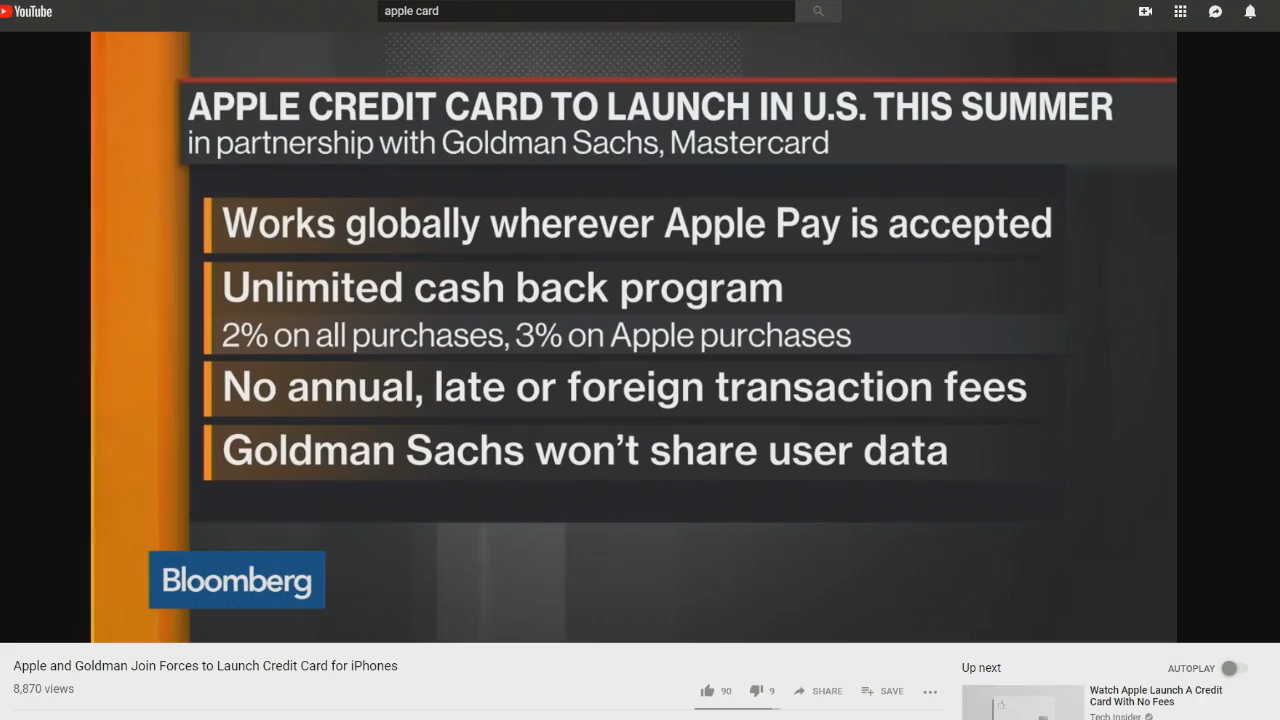 YouTube
apple card
APPLE CREDIT CARD TO LAUNCH IN U.S. THIS SUMMER
in partnership with Goldman Sachs, Mastercard
Works globally wherever Apple Pay is accepted
Unlimited cash back program
2% on all purchases, 3% on Apple purchases
No annual, late or foreign transaction fees
Goldman Sachs won't share user data
Bloomberg
Apple and Goldman Join Forces to Launch Credit Card for iPhones
8,870 views
90
9
SHARE
SAVE
Up next
AUTOPLAY
Watch Apple Launch A Credit
Card With No Fees
Tech Insider